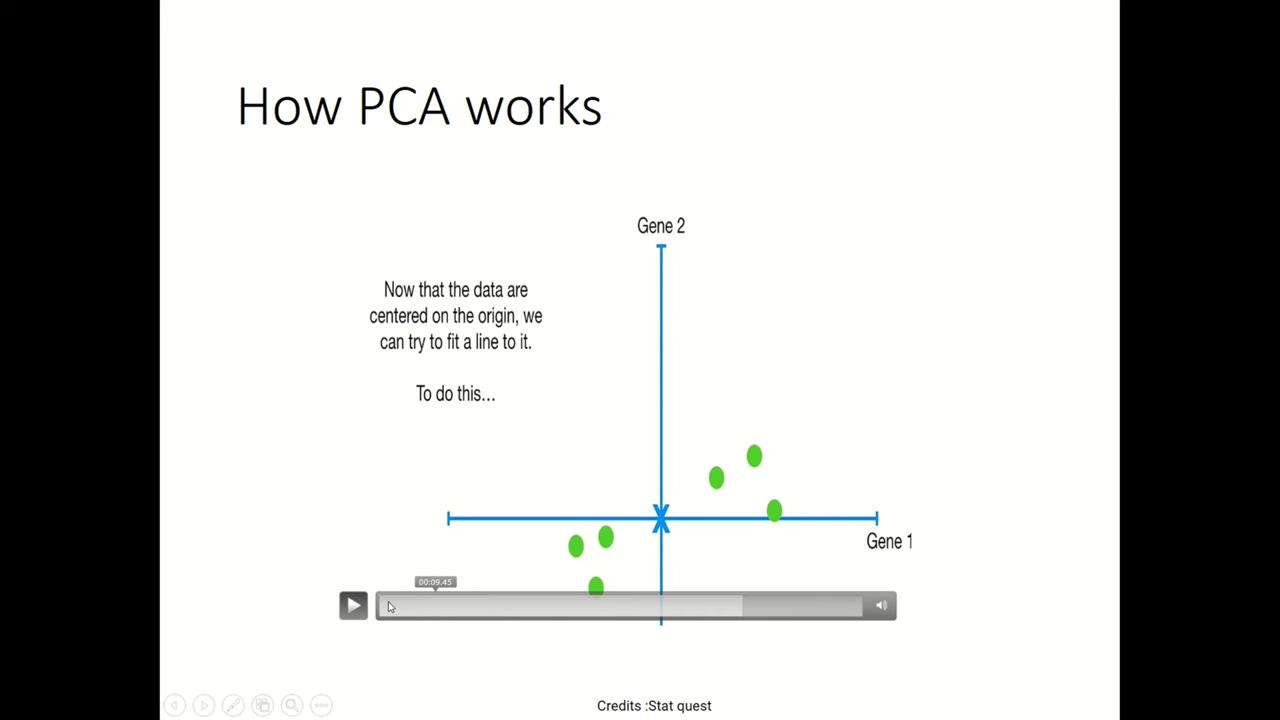 How PCA works
Gene 2
Now that the data are
centered on the origin, we
can try to fit a line to it.
To do this...
Gene 1
00:09.45
Credits :Stat quest